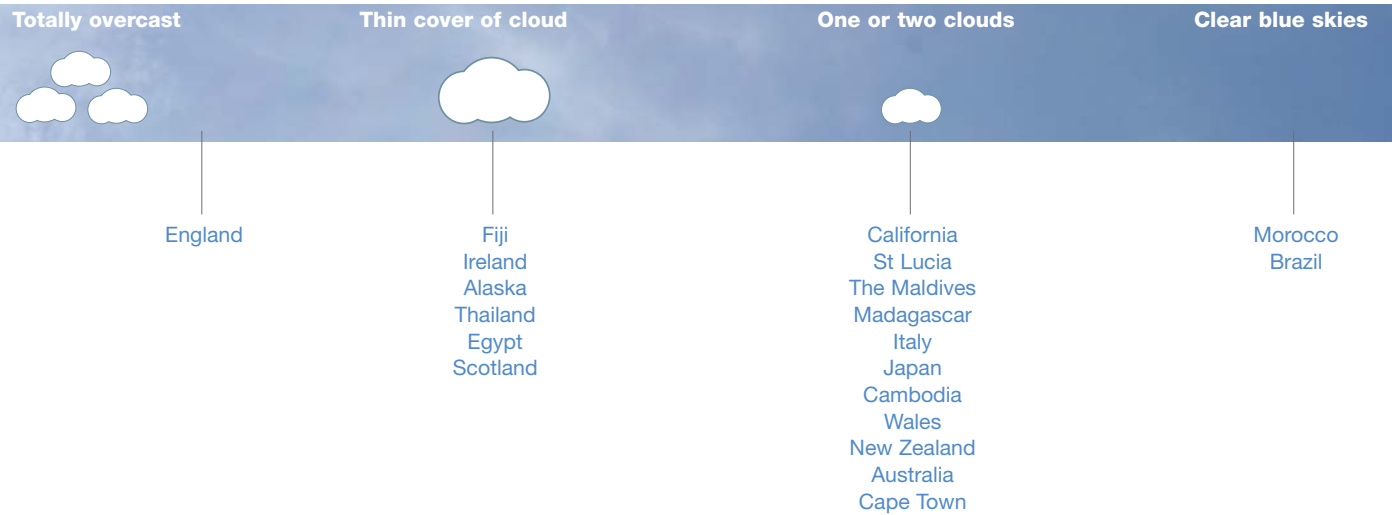 Totally overcast
Thin cover of cloud
One or two clouds
Clear blue skies
England
Fiji
Ireland
Alaska
Thailand
Egypt
Scotland
California
St Lucia
The Maldives
Madagascar
Italy
Japan
Cambodia
Wales
New Zealand
Australia
Cape Town
Morocco
Brazil